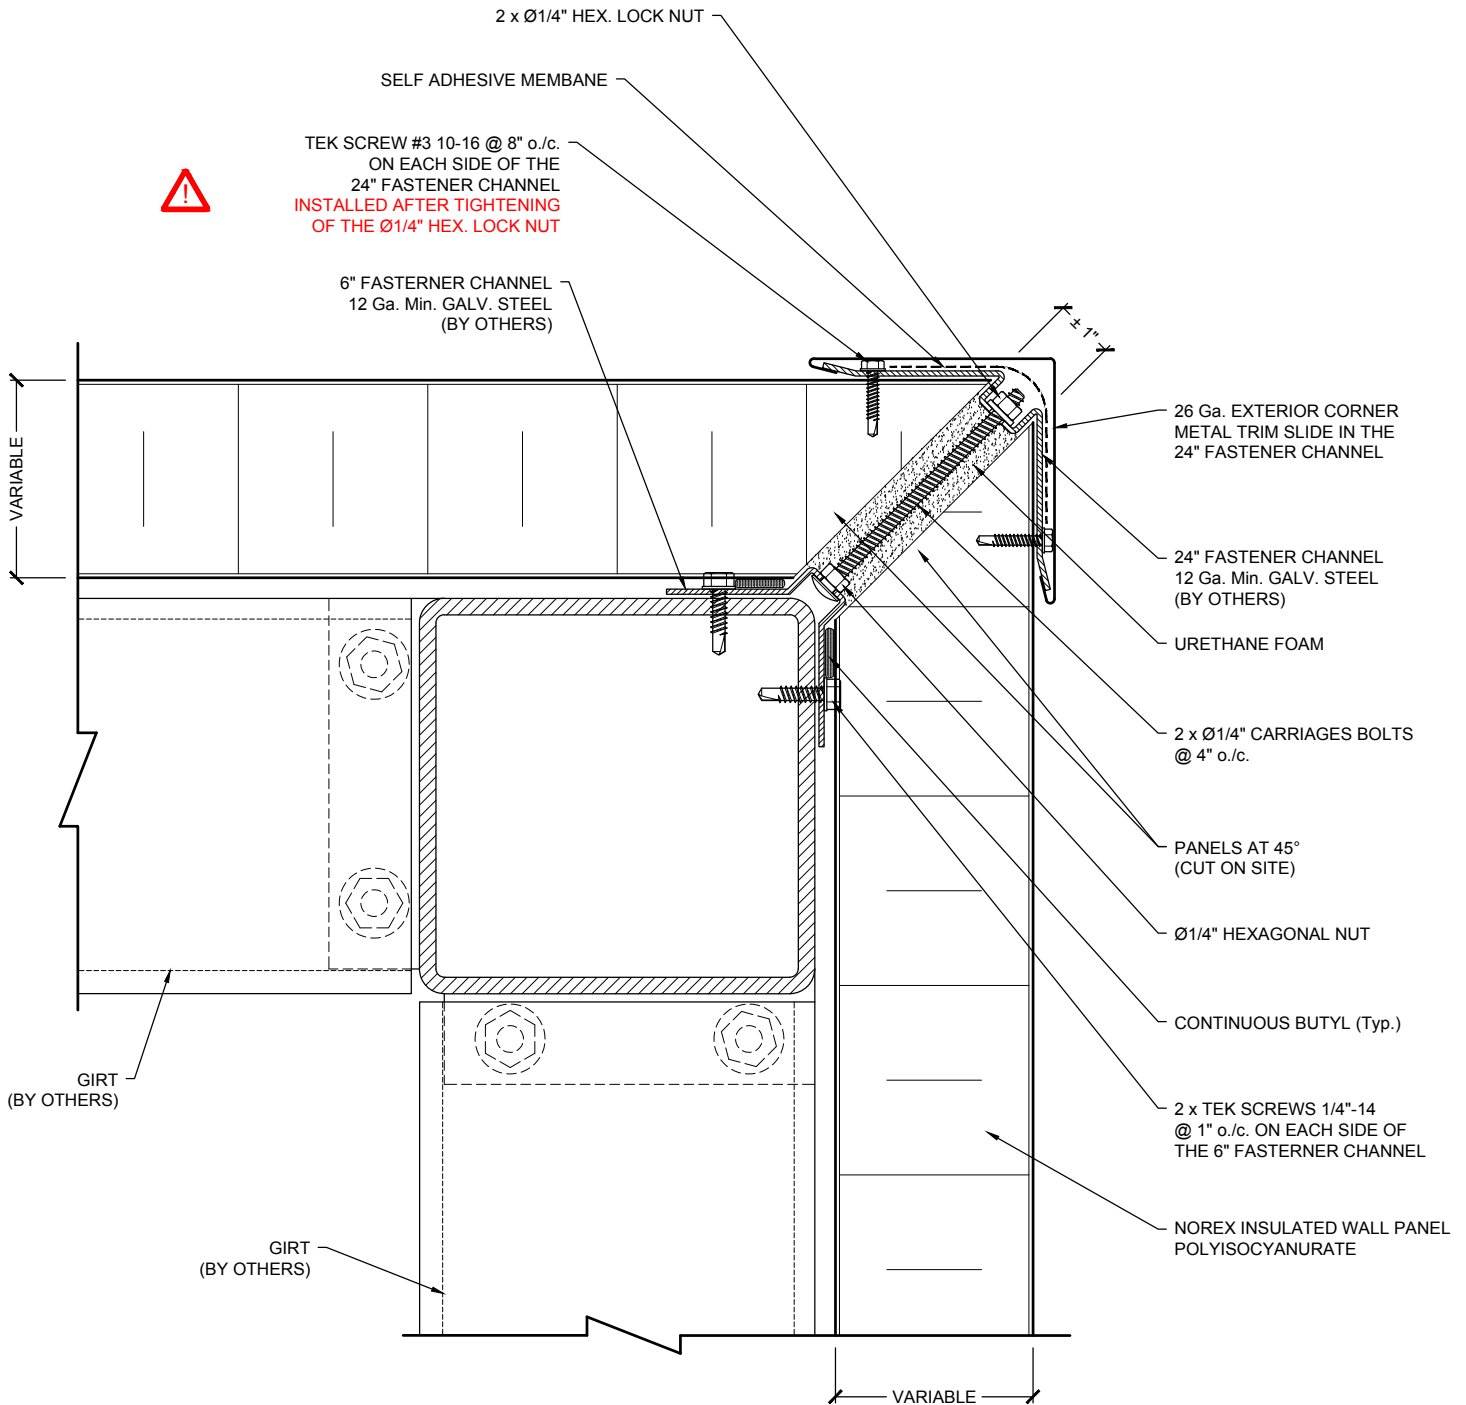 2 x Ø1/4" HEX. LOCK NUT
SELF ADHESIVE MEMBANE
TEK SCREW #3 10-16 @ 8" o./c.
ON EACH SIDE OF THE
24" FASTENER CHANNEL
INSTALLED AFTER TIGHTENING
OF THE Ø1/4" HEX. LOCK NUT
!
6" FASTERNER CHANNEL
12 Ga. Min. GALV. STEEL
(BY OTHERS)
± 1"
VARIABLE
26 Ga. EXTERIOR CORNER
METAL TRIM SLIDE IN THE
24" FASTENER CHANNEL
24" FASTENER CHANNEL
12 Ga. Min. GALV. STEEL
(BY OTHERS)
URETHANE FOAM
2 x Ø1/4" CARRIAGES BOLTS
@ 4" o./c.
PANELS AT 45°
(CUT ON SITE)
Ø1/4" HEXAGONAL NUT
CONTINUOUS BUTYL (Typ.)
GIRT
(BY OTHERS)
2 x TEK SCREWS 1/4"-14
@ 1" o./c. ON EACH SIDE OF
THE 6" FASTERNER CHANNEL
NOREX INSULATED WALL PANEL
POLYISOCYANURATE
GIRT
(BY OTHERS)
VARIABLE